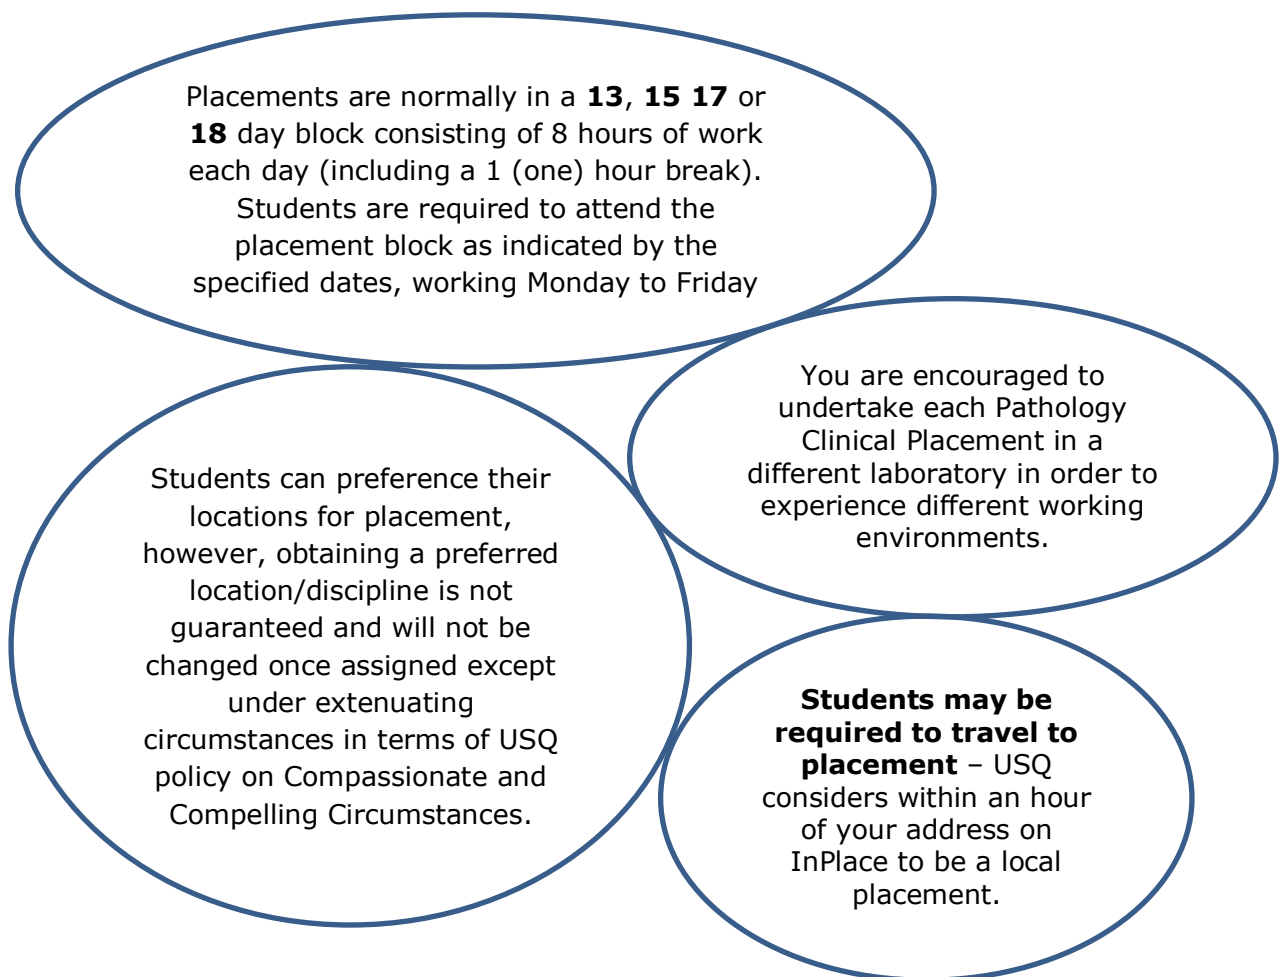 Placements are normally in a 13, 15 17 or
18 day block consisting of 8 hours of work
each day (including a 1 (one) hour break).
Students are required to attend the
placement block as indicated by the
specified dates, working Monday to Friday
You are encouraged to
undertake each Pathology
Clinical Placement in a
different laboratory in order to
experience different working
environments.
Students can preference their
locations for placement,
however, obtaining a preferred
location/discipline is not
guaranteed and will not be
changed once assigned except
under extenuating
circumstances in terms of USQ
policy on Compassionate and
Compelling Circumstances.
Students may be
required to travel to
placement – USQ
considers within an hour
of your address on
InPlace to be a local
placement.